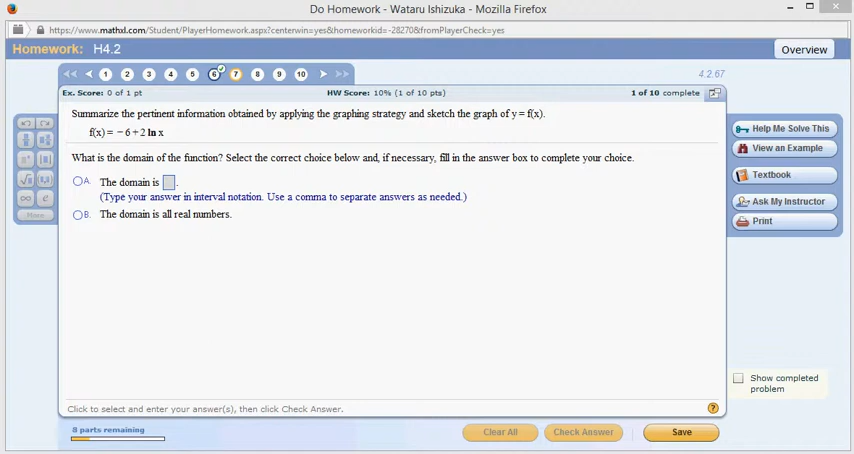 Do Homework - Wataru Ishizuka - Mozilla Firefox
https://www.mathxl.com/Student/PlayerHomework.aspx?centerwin=yes&homeworkid=-28270&fromPlayerCheck=yes
Homework: H4.2
Overview
1 2 3 4 5 6 7 8 9 10
4.2.67
Ex. Score: 0 of 1 pt
HW Score: 10% (1 of 10 pts)
1 of 10 complete
Summarize the pertinent information obtained by applying the graphing strategy and sketch the graph of y = f(x).
f(x) = − 6 + 2 ln x
What is the domain of the function? Select the correct choice below and, if necessary, fill in the answer box to complete your choice.
A. The domain is .
(Type your answer in interval notation. Use a comma to separate answers as needed.)
B. The domain is all real numbers.
More
Help Me Solve This
View an Example
Textbook
Ask My Instructor
Print
Show completed
problem
Click to select and enter your answer(s), then click Check Answer.
?
8 parts remaining
Clear All
Check Answer
Save